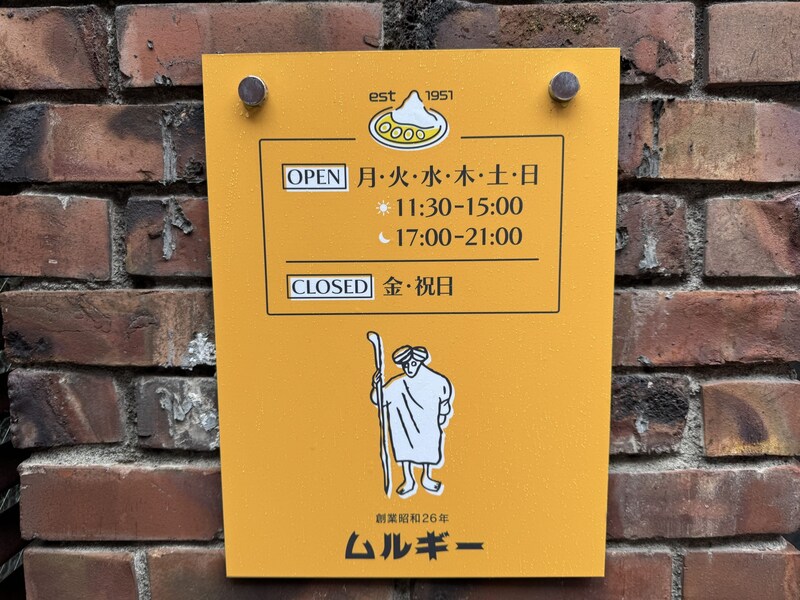 est 1951
OPEN 月・火・水・木・土・日
11:30-15:00
17:00-21:00
CLOSED 金・祝日
創業昭和26年
ムルギー